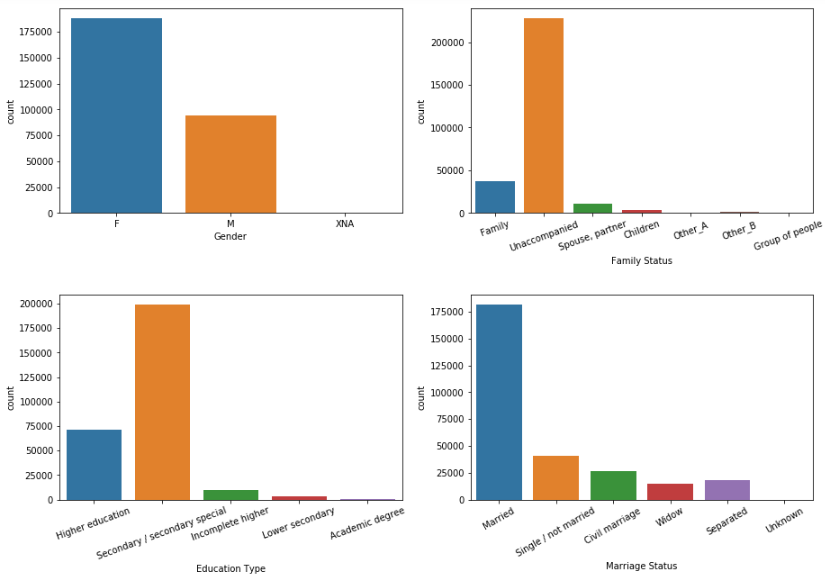 175000
150000
125000
100000
75000
50000
25000
0
count
F
M
XNA
Gender
200000
150000
100000
50000
0
count
Family
Unaccompanied
Spouse, partner
Children
Other_A
Other_B
Group of people
Family Status
200000
175000
150000
125000
100000
75000
50000
25000
0
count
Higher education
Secondary / secondary special
Incomplete higher
Lower secondary
Academic degree
Education Type
175000
150000
125000
100000
75000
50000
25000
0
count
Married
Single / not married
Civil marriage
Widow
Separated
Unknown
Marriage Status